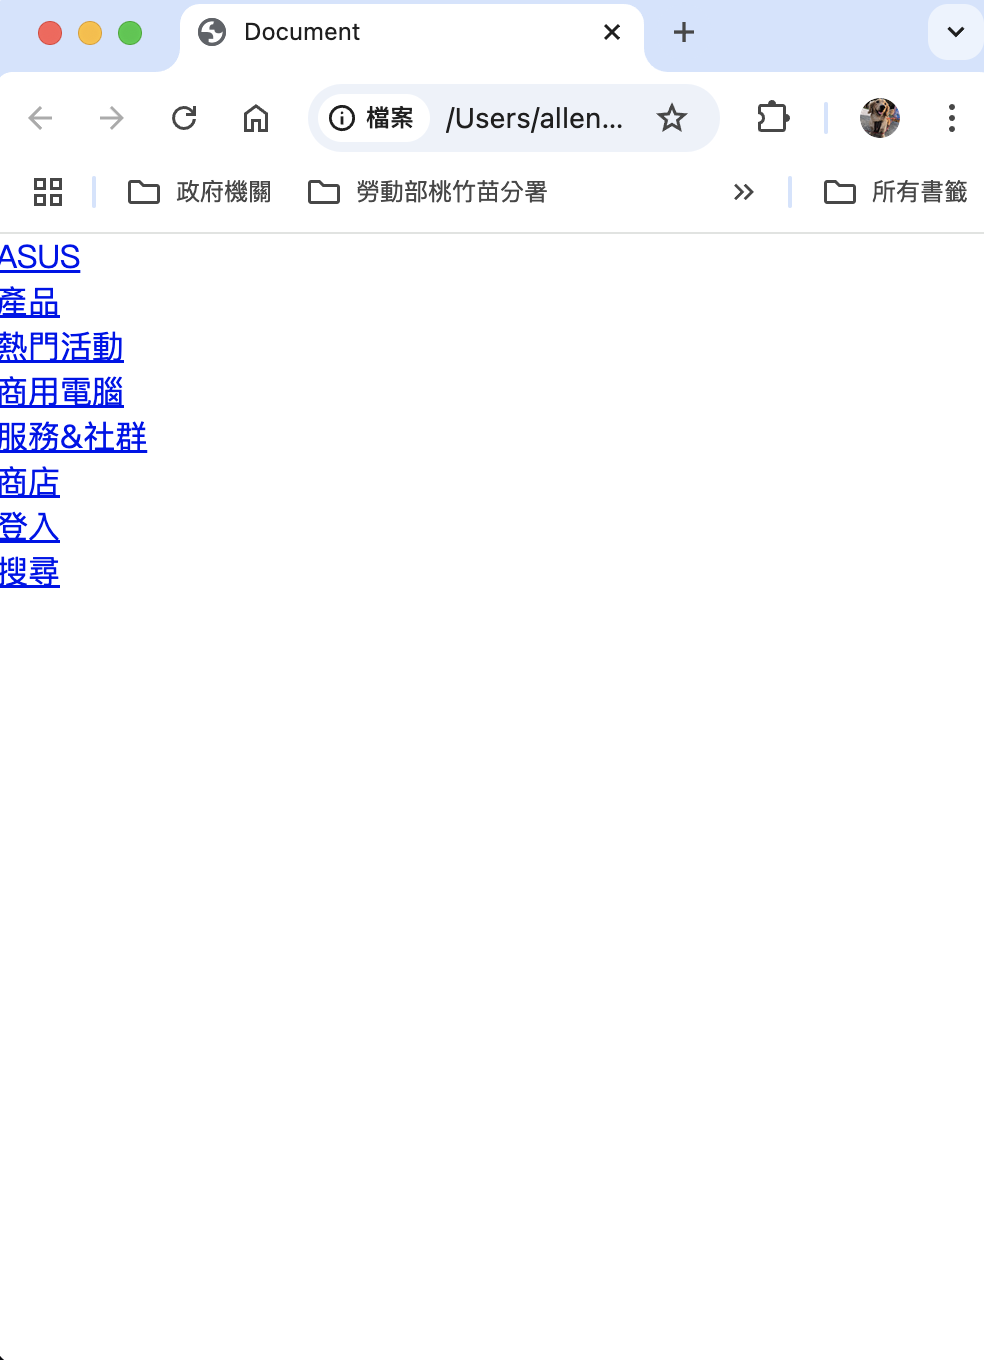 Document
檔案 /Users/allen...
政府機關 勞動部桃竹苗分署 所有書籤
ASUS
產品
熱門活動
商用電腦
服務&社群
商店
登入
搜尋